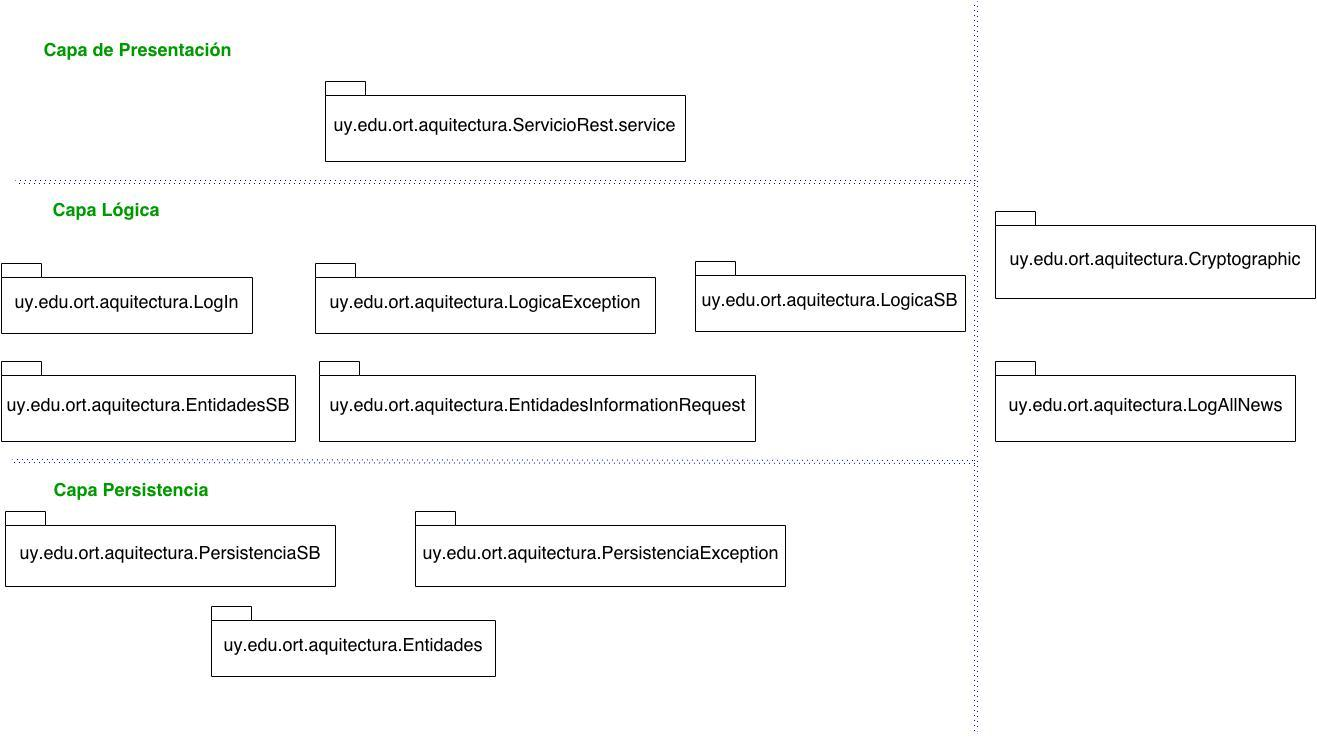 Capa de Presentación
uy.edu.ort.aquitectura.ServicioRest.service
Capa Lógica
uy.edu.ort.aquitectura.LogIn
uy.edu.ort.aquitectura.LogicaException
uy.edu.ort.aquitectura.LogicaSB
uy.edu.ort.aquitectura.EntidadesSB
uy.edu.ort.aquitectura.EntidadesInformationRequest
Capa Persistencia
uy.edu.ort.aquitectura.PersistenciaSB
uy.edu.ort.aquitectura.PersistenciaException
uy.edu.ort.aquitectura.Entidades
uy.edu.ort.aquitectura.Cryptographic
uy.edu.ort.aquitectura.LogAllNews